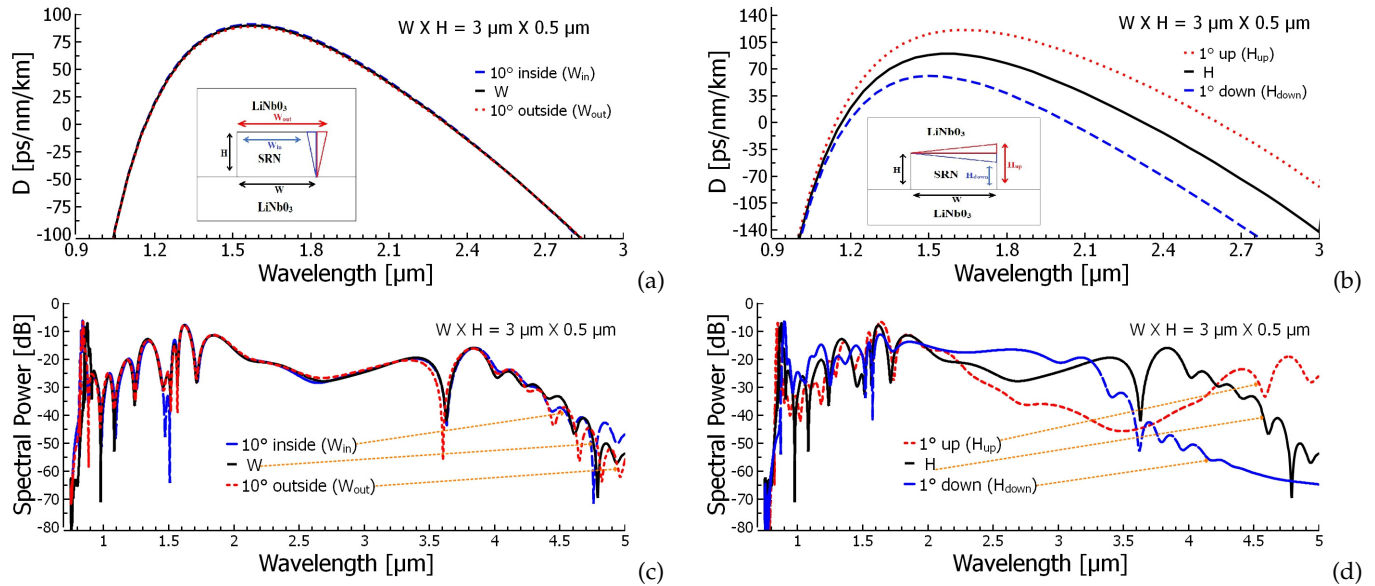 W X H = 3 µm X 0.5 µm
10° inside (Win)
W
10° outside (Wout)
LiNb0₃
Wout
Win
H
SRN
W
LiNb0₃
D [ps/nm/km]
100
75
50
25
0
-25
-50
-75
-100
0.9 1.2 1.5 1.8 2.1 2.4 2.7 3
Wavelength [µm]
(a)
W X H = 3 µm X 0.5 µm
1° up (Hup)
H
1° down (Hdown)
LiNb0₃
H
SRN
Hdown
Hup
W
LiNb0₃
D [ps/nm/km]
140
105
70
35
0
-35
-70
-105
-140
0.9 1.2 1.5 1.8 2.1 2.4 2.7 3
Wavelength [µm]
(b)
W X H = 3 µm X 0.5 µm
10° inside (Win)
W
10° outside (Wout)
Spectral Power [dB]
0
-10
-20
-30
-40
-50
-60
-70
-80
1 1.5 2 2.5 3 3.5 4 4.5 5
Wavelength [µm]
(c)
W X H = 3 µm X 0.5 µm
1° up (Hup)
H
1° down (Hdown)
Spectral Power [dB]
0
-10
-20
-30
-40
-50
-60
-70
-80
1 1.5 2 2.5 3 3.5 4 4.5 5
Wavelength [µm]
(d)